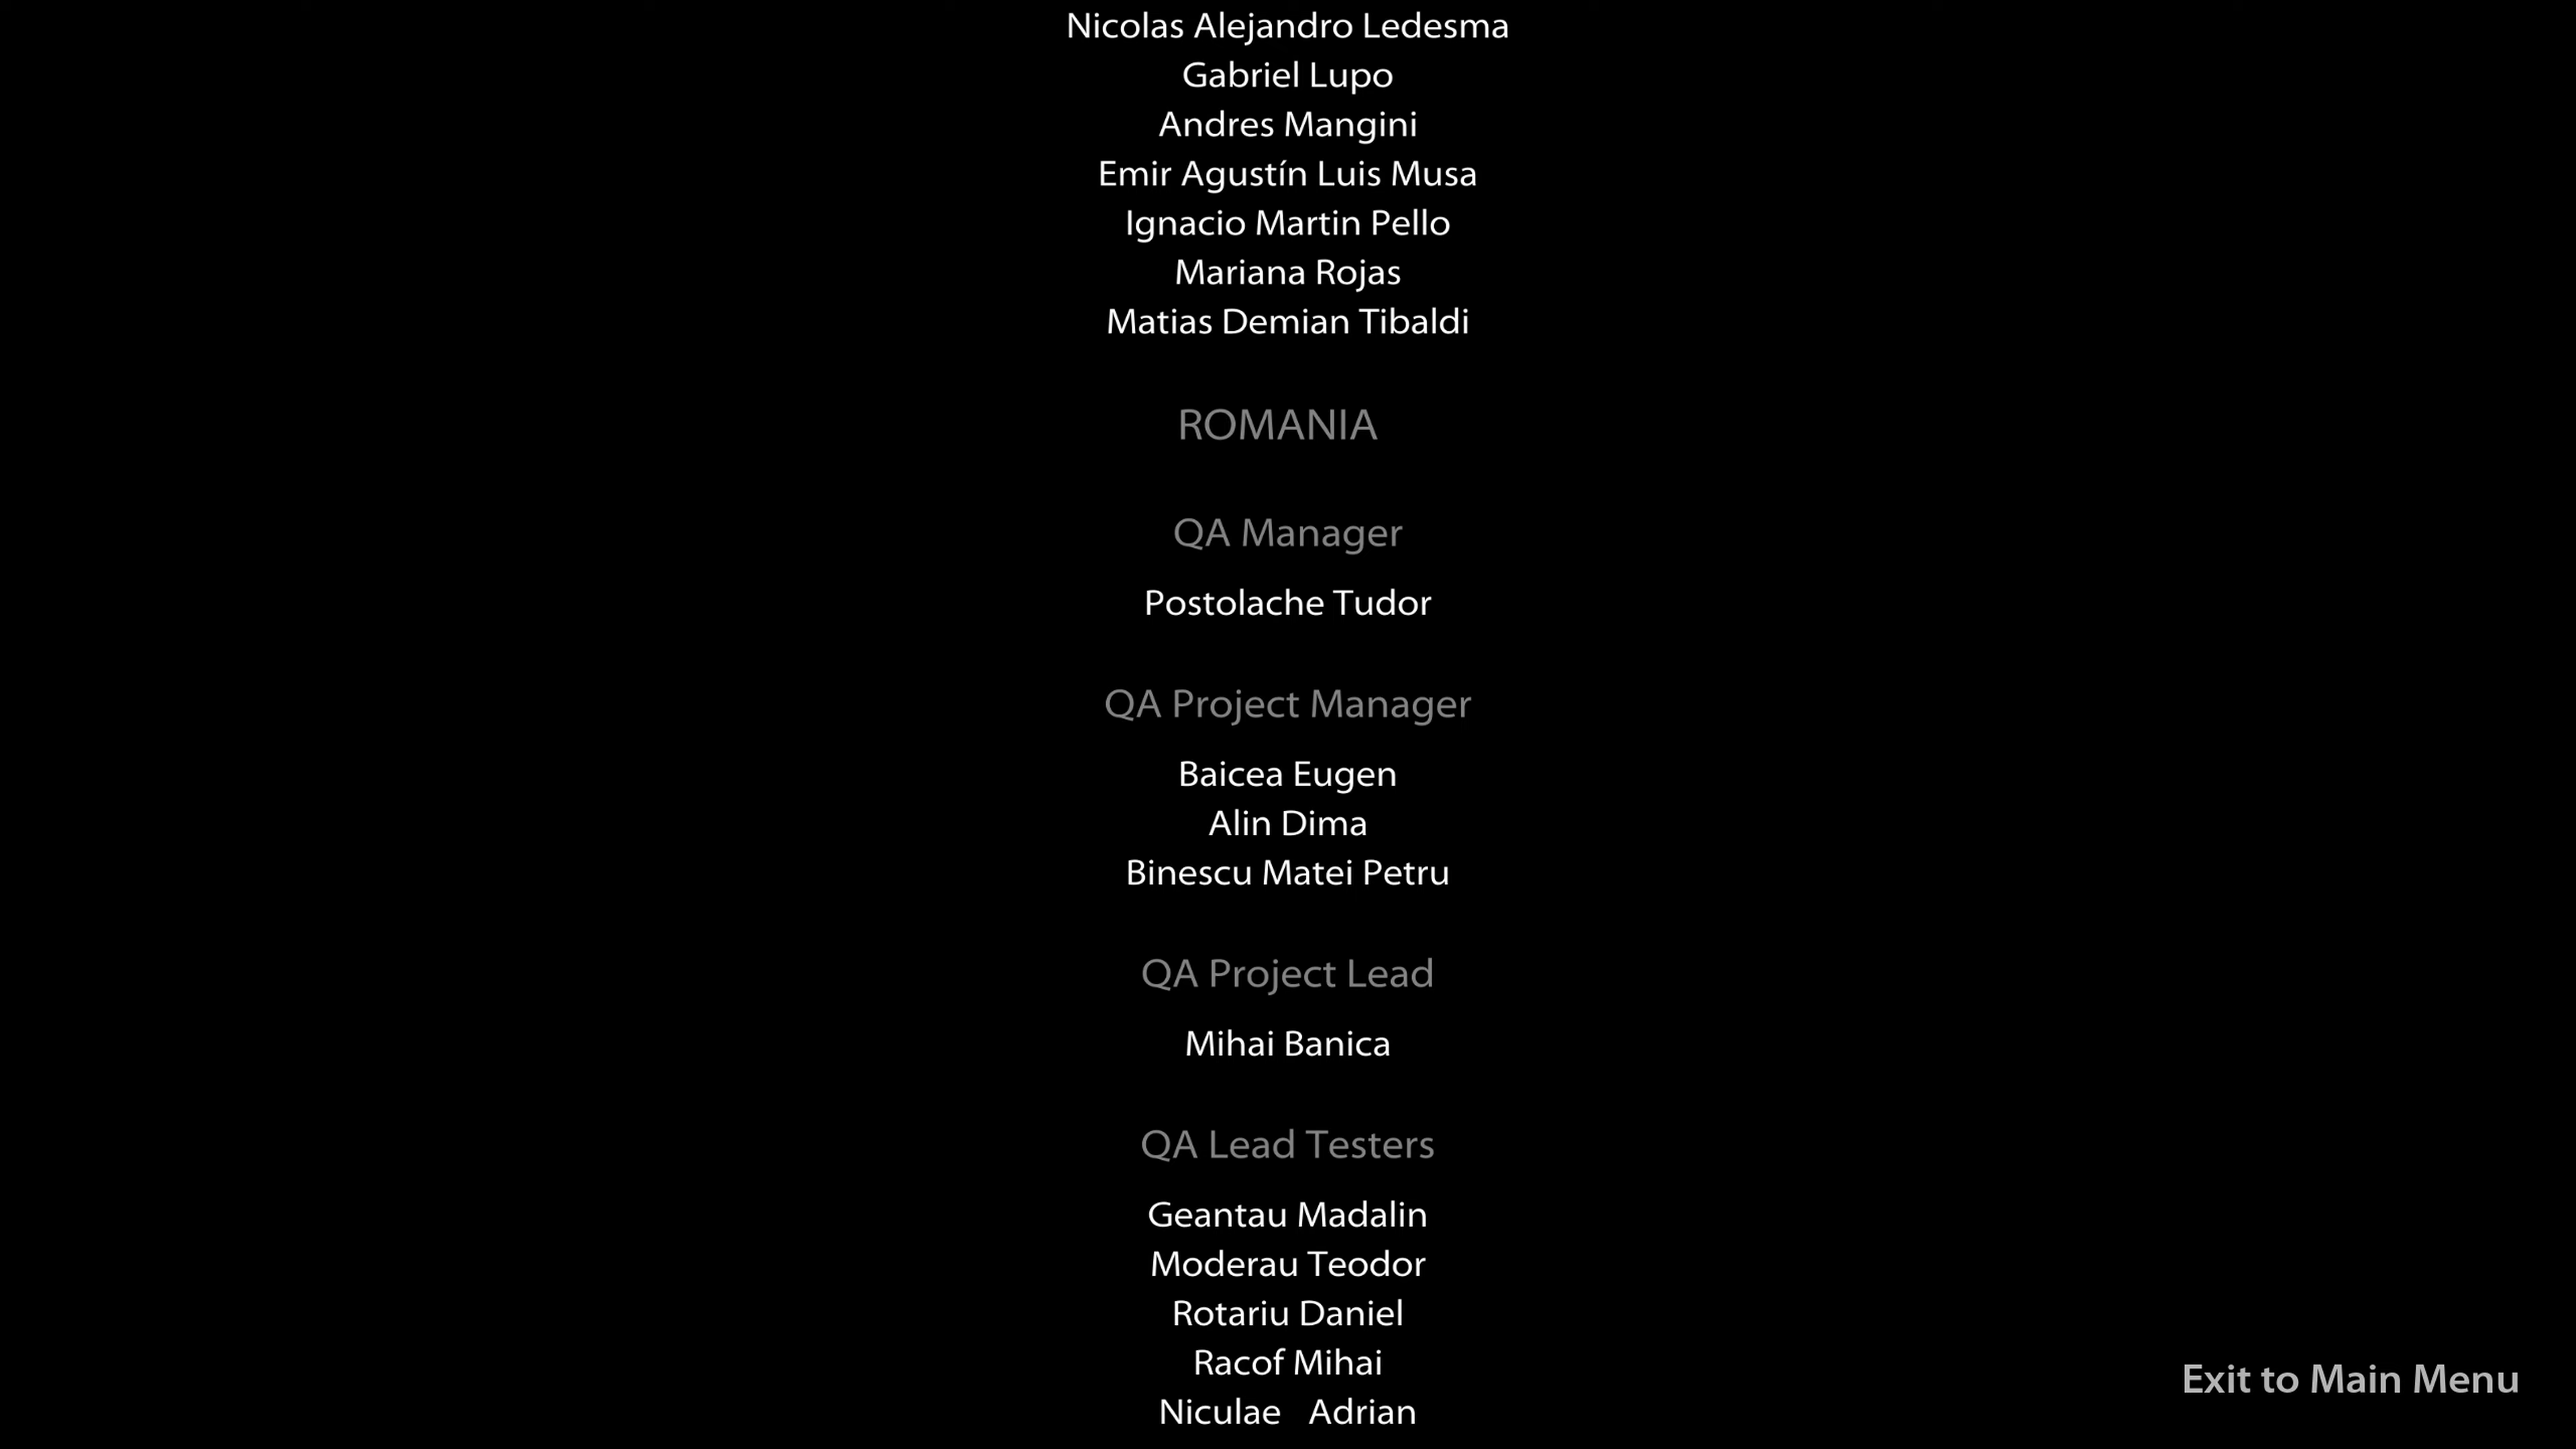 Nicolas Alejandro Ledesma
Gabriel Lupo
Andres Mangini
Emir Agustín Luis Musa
Ignacio Martin Pello
Mariana Rojas
Matias Demian Tibaldi
ROMANIA
QA Manager
Postolache Tudor
QA Project Manager
Baicea Eugen
Alin Dima
Binescu Matei Petru
QA Project Lead
Mihai Banica
QA Lead Testers
Geantau Madalin
Moderau Teodor
Rotariu Daniel
Racof Mihai
Niculae   Adrian
Exit to Main Menu